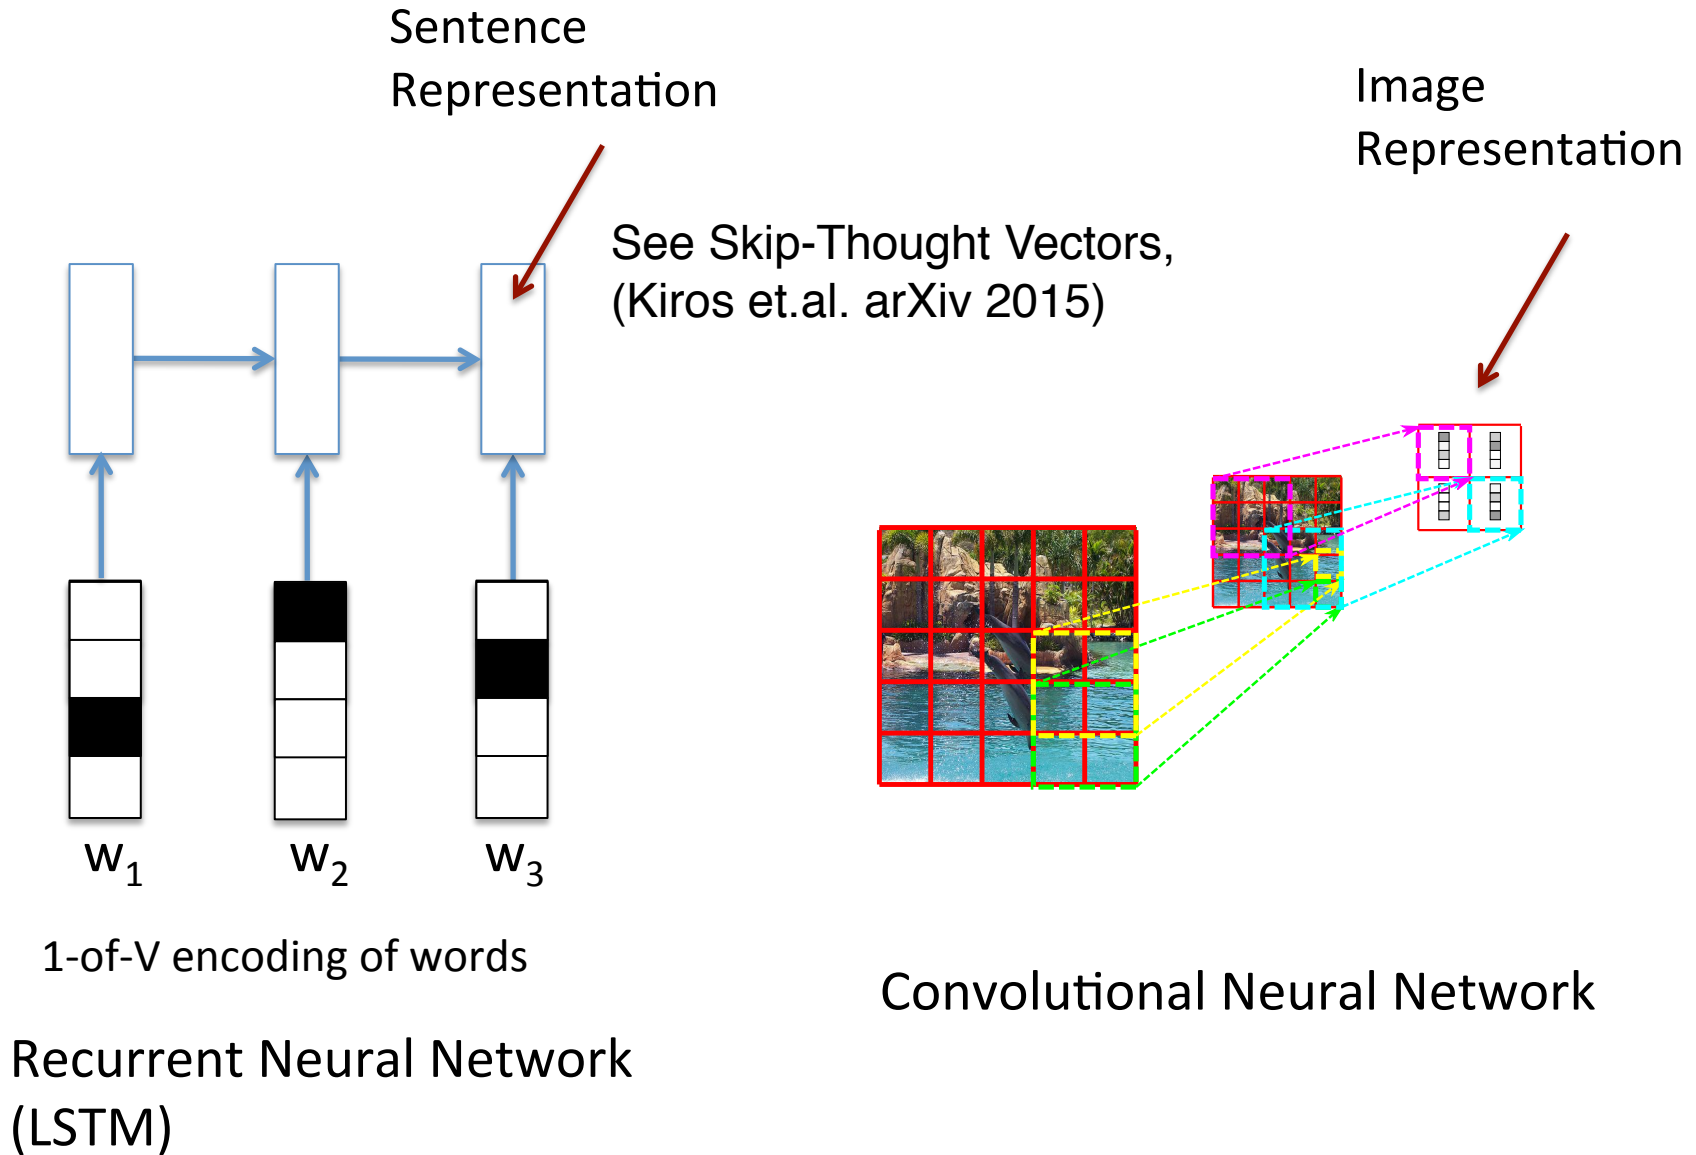 Sentence
Representation
Image
Representation
See Skip-Thought Vectors,
(Kiros et.al. arXiv 2015)
w₁ w₂ w₃
1-of-V encoding of words
Convolutional Neural Network
Recurrent Neural Network
(LSTM)